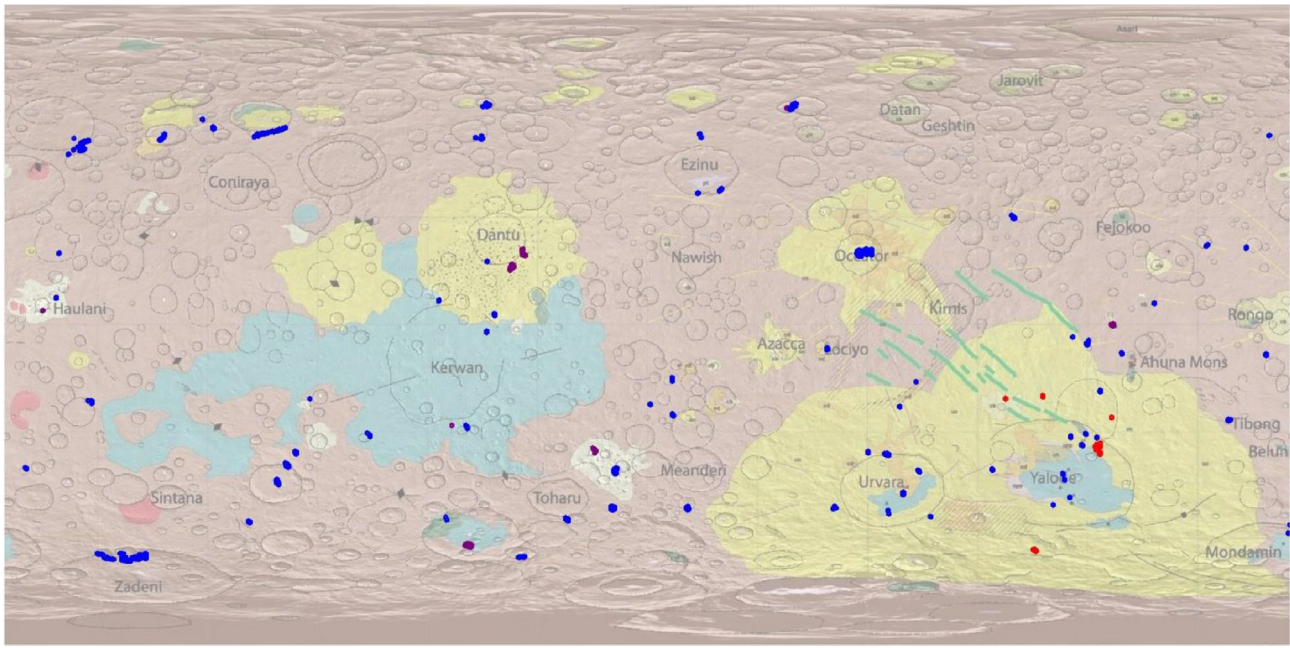 Asari
Jarovit
Datan
Geshtin
Ezinu
Coniraya
Fejokoo
Dantu
Nawish
Occator
Haulani
Kirnis
Rongo
Azacca
Lociyo
Ahuna Mons
Kerwan
Tibong
Meanderi
Urvara
Yalode
Sintana
Toharu
Mondamin
Zadeni